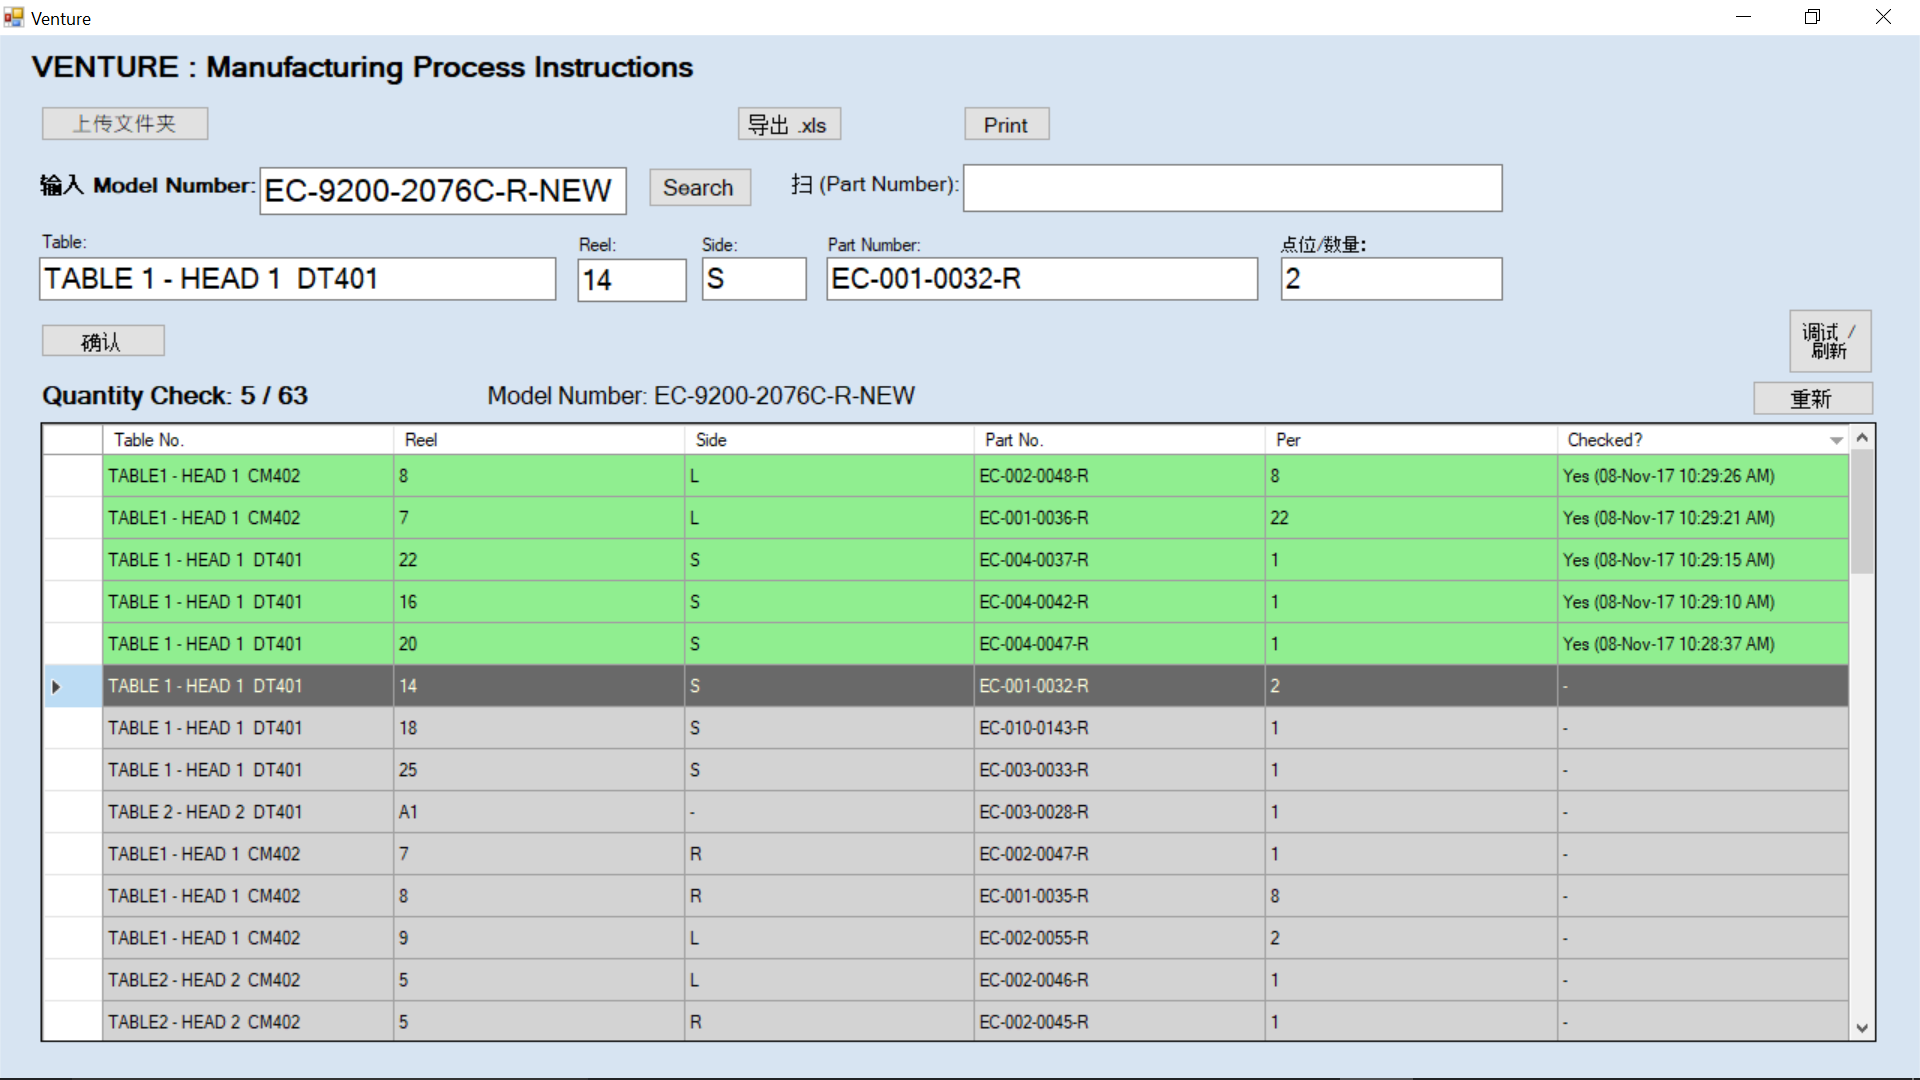 Venture
VENTURE : Manufacturing Process Instructions
上传文件夹 导出 .xls Print
输入 Model Number: EC-9200-2076C-R-NEW Search 扫 (Part Number):
Table: Reel: Side: Part Number: 点位/数量:
TABLE 1 - HEAD 1 DT401 14 S EC-001-0032-R 2
确认 调试 / 刷新
Quantity Check: 5 / 63 Model Number: EC-9200-2076C-R-NEW 重新
Table No. Reel Side Part No. Per Checked?
TABLE1 - HEAD 1 CM402 8 L EC-002-0048-R 8 Yes (08-Nov-17 10:29:26 AM)
TABLE1 - HEAD 1 CM402 7 L EC-001-0036-R 22 Yes (08-Nov-17 10:29:21 AM)
TABLE 1 - HEAD 1 DT401 22 S EC-004-0037-R 1 Yes (08-Nov-17 10:29:15 AM)
TABLE 1 - HEAD 1 DT401 16 S EC-004-0042-R 1 Yes (08-Nov-17 10:29:10 AM)
TABLE 1 - HEAD 1 DT401 20 S EC-004-0047-R 1 Yes (08-Nov-17 10:28:37 AM)
TABLE 1 - HEAD 1 DT401 14 S EC-001-0032-R 2 -
TABLE 1 - HEAD 1 DT401 18 S EC-010-0143-R 1 -
TABLE 1 - HEAD 1 DT401 25 S EC-003-0033-R 1 -
TABLE 2 - HEAD 2 DT401 A1 - EC-003-0028-R 1 -
TABLE1 - HEAD 1 CM402 7 R EC-002-0047-R 1 -
TABLE1 - HEAD 1 CM402 8 R EC-001-0035-R 8 -
TABLE1 - HEAD 1 CM402 9 L EC-002-0055-R 2 -
TABLE2 - HEAD 2 CM402 5 L EC-002-0046-R 1 -
TABLE2 - HEAD 2 CM402 5 R EC-002-0045-R 1 -